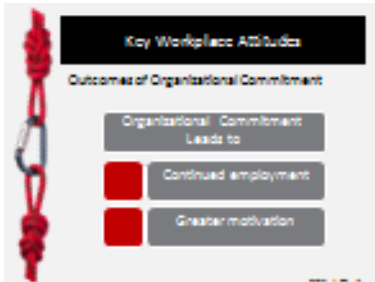 Key Workplace Attitudes
Outcomes of Organizational Commitment
Organizational Commitment
Leads to
Continued employment
Greater motivation